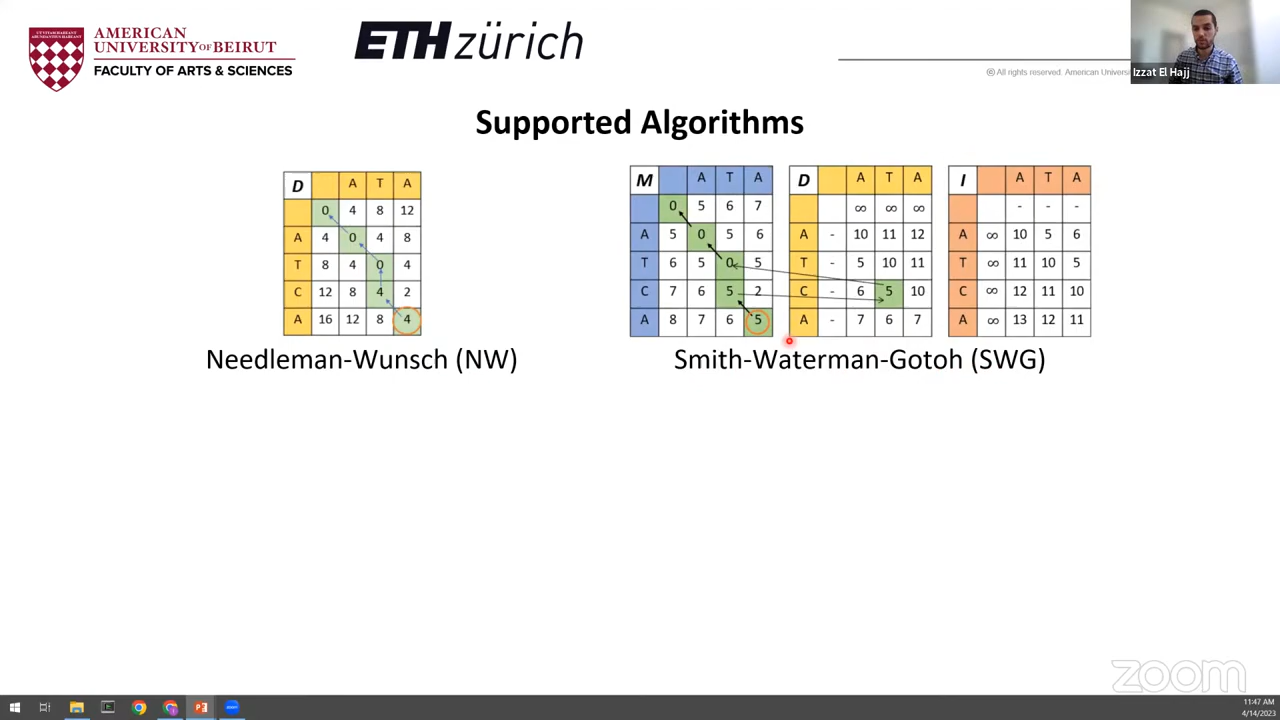 AMERICAN
UNIVERSITY OF BEIRUT
FACULTY OF ARTS & SCIENCES
ETH zürich
© All rights reserved. American
Izzat El Hajj
Supported Algorithms
D A T A
0 4 8 12
A 4 0 4 8
T 8 4 0 4
C 12 8 4 2
A 16 12 8 4
Needleman-Wunsch (NW)
M A T A
0 5 6 7
A 5 0 5 6
T 6 5 0 5
C 7 6 5 2
A 8 7 6 5
D A T A
∞ ∞ ∞
A - 10 11 12
T - 5 10 11
C - 6 5 10
A - 7 6 7
I A T A
- - -
A ∞ 10 5 6
T ∞ 11 10 5
C ∞ 12 11 10
A ∞ 13 12 11
Smith-Waterman-Gotoh (SWG)
zoom
11:47 AM
4/14/2023